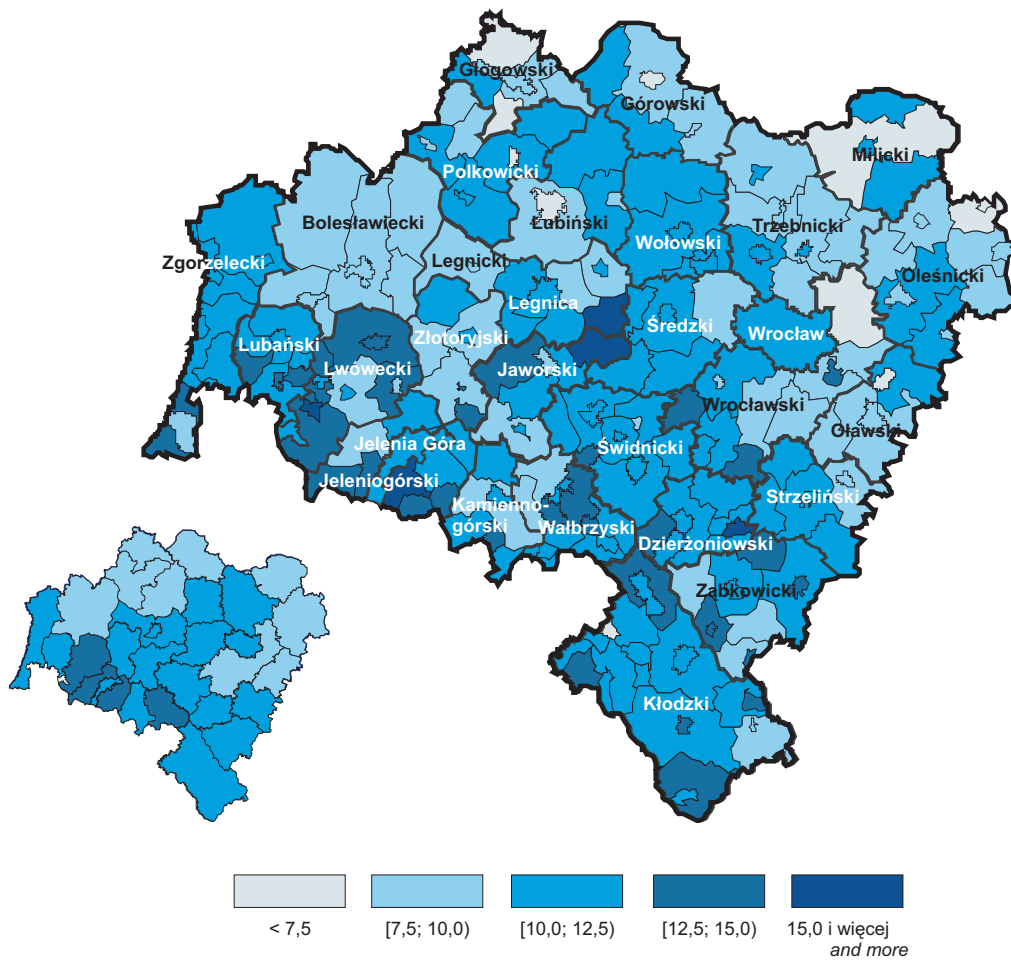 Głogowski
Górowski
Milicki
Polkowicki
Bolesławiecki
Lubiński
Trzebnicki
Wołowski
Zgorzelecki
Legnicki
Oleśnicki
Legnica
Złotoryjski
Średzki
Wrocław
Lubański
Lwówecki
Jaworski
Wrocławski
Oławski
Jelenia Góra
Świdnicki
Jeleniogórski
Strzeliński
Kamienno-
górski
Wałbrzyski
Dzierżoniowski
Ząbkowicki
Kłodzki
< 7,5
[7,5; 10,0)
[10,0; 12,5)
[12,5; 15,0)
15,0 i więcej
and more